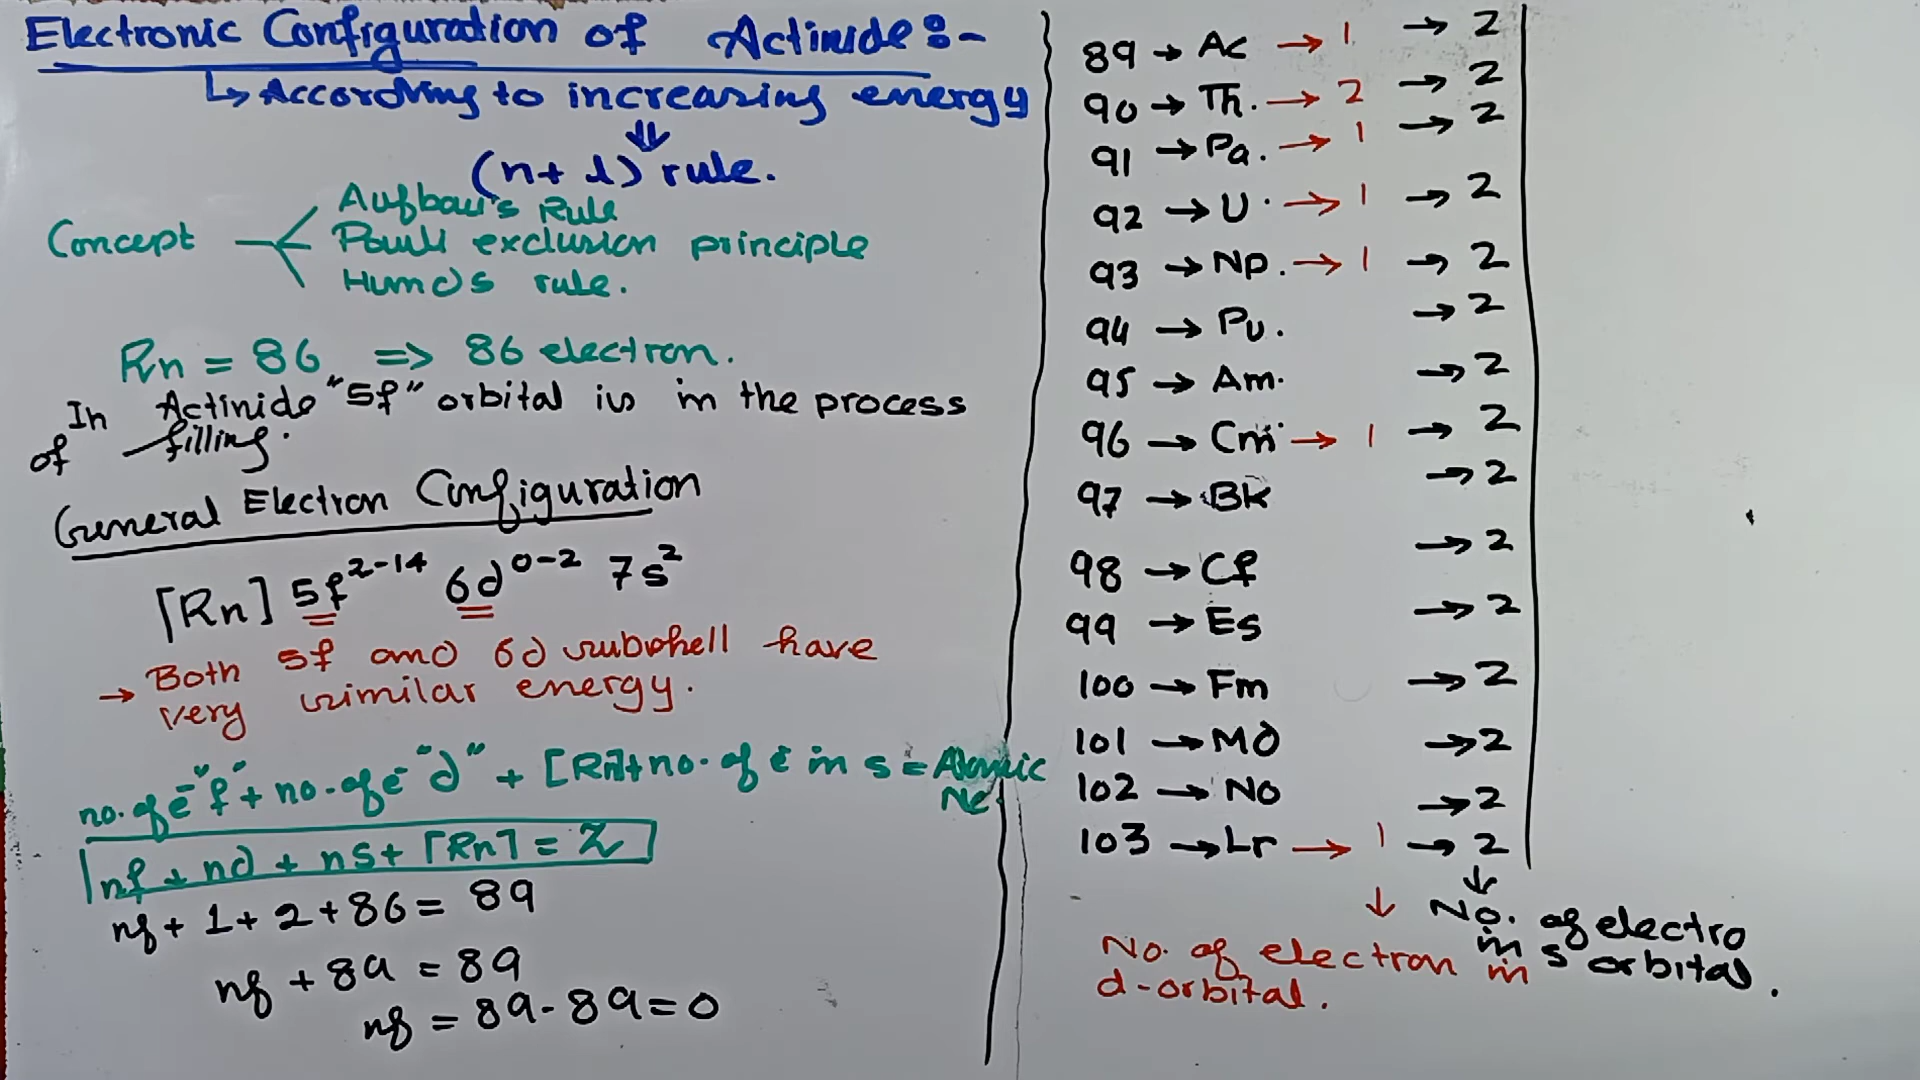 Electronic Configuration of Actinide:-
↳ According to increasing energy
⇓
(n+l) rule.
Concept
Aufbau's Rule
Pauli exclusion principle
Hund's rule.
Rn = 86 => 86 electron.
In Actinide "5f" orbital is in the process
of filling.
General Electron Configuration
[Rn] 5f²⁻¹⁴ 6d⁰⁻² 7s²
→ Both 5f and 6d subshell have
very similar energy.
no. of e⁻ "f" + no. of e⁻ "d" + [Rn] + no. of e⁻ in s = Atomic
No.
nf + nd + ns + [Rn] = Z
nf + 1 + 2 + 86 = 89
nf + 89 = 89
nf = 89 - 89 = 0
89 → Ac → 1 → 2
90 → Th. → 2 → 2
91 → Pa. → 1 → 2
92 → U. → 1 → 2
93 → Np. → 1 → 2
94 → Pu. → 2
95 → Am. → 2
96 → Cm → 1 → 2
97 → Bk → 2
98 → Cf → 2
99 → Es → 2
100 → Fm → 2
101 → Md → 2
102 → No → 2
103 → Lr → 1 → 2
↓ No. of electron in
d-orbital.
↓ No. of electro
in s orbital.